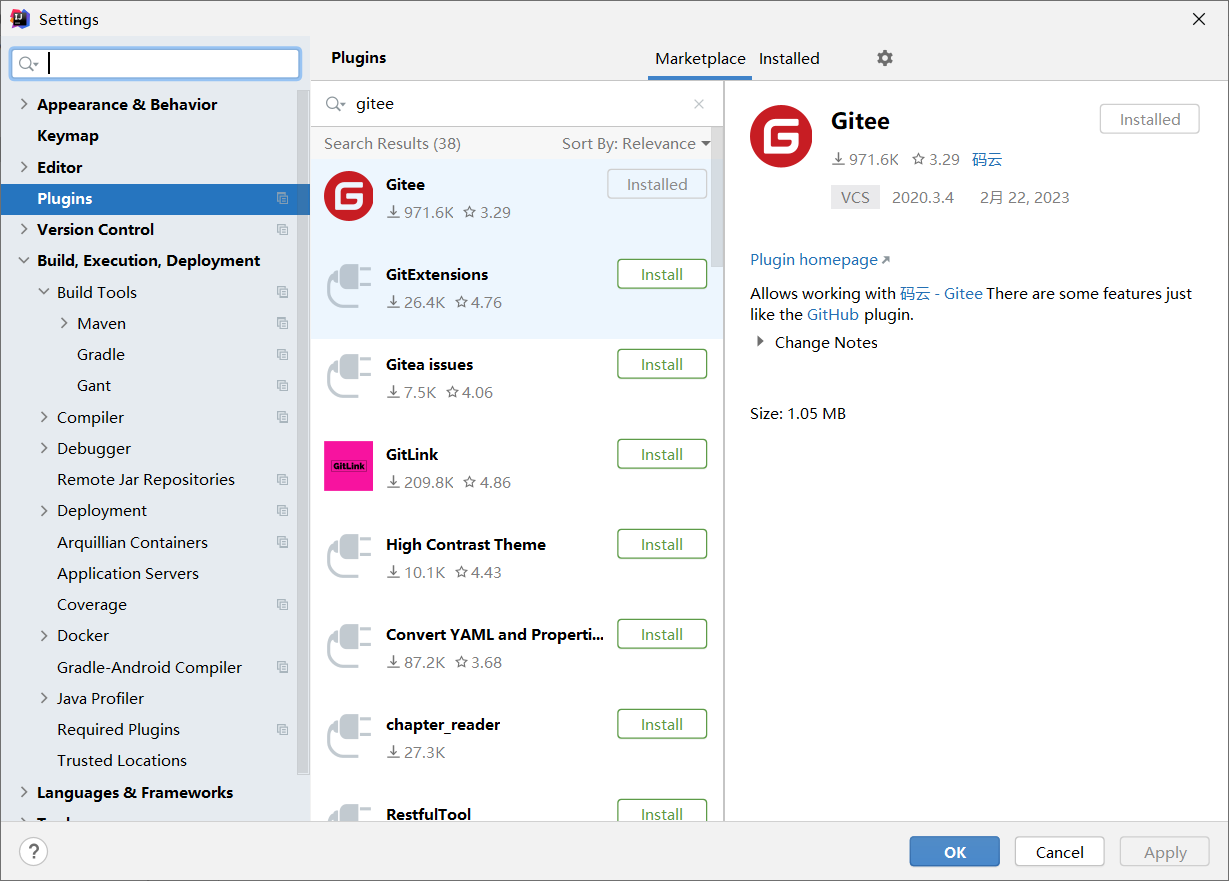 Settings
Appearance & Behavior
Keymap
Editor
Plugins
Version Control
Build, Execution, Deployment
Build Tools
Maven
Gradle
Gant
Compiler
Debugger
Remote Jar Repositories
Deployment
Arquillian Containers
Application Servers
Coverage
Docker
Gradle-Android Compiler
Java Profiler
Required Plugins
Trusted Locations
Languages & Frameworks
Plugins
Marketplace Installed
gitee
Search Results (38) Sort By: Relevance
Gitee Installed
971.6K 3.29
GitExtensions Install
26.4K 4.76
Gitea issues Install
7.5K 4.06
GitLink
GitLink Install
209.8K 4.86
High Contrast Theme Install
10.1K 4.43
Convert YAML and Properti... Install
87.2K 3.68
chapter_reader Install
27.3K
RestfulTool Install
Gitee Installed
971.6K 3.29 码云
VCS 2020.3.4 2月 22, 2023
Plugin homepage
Allows working with 码云 - Gitee There are some features just
like the GitHub plugin.
Change Notes
Size: 1.05 MB
?
OK Cancel Apply